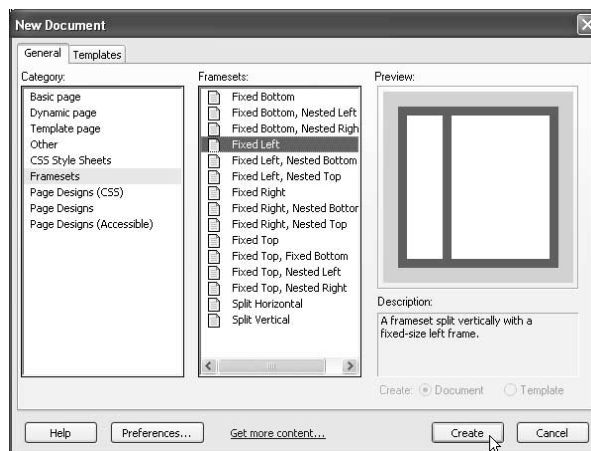 New Document
General
Templates
Category:
Basic page
Dynamic page
Template page
Other
CSS Style Sheets
Framesets
Page Designs (CSS)
Page Designs
Page Designs (Accessible)
Framesets:
Fixed Bottom
Fixed Bottom, Nested Left
Fixed Bottom, Nested Righ
Fixed Left
Fixed Left, Nested Bottom
Fixed Left, Nested Top
Fixed Right
Fixed Right, Nested Bottor
Fixed Right, Nested Top
Fixed Top
Fixed Top, Fixed Bottom
Fixed Top, Nested Left
Fixed Top, Nested Right
Split Horizontal
Split Vertical
Preview:
Description:
A frameset split vertically with a
fixed-size left frame.
Create: Document Template
Help
Preferences...
Get more content...
Create
Cancel